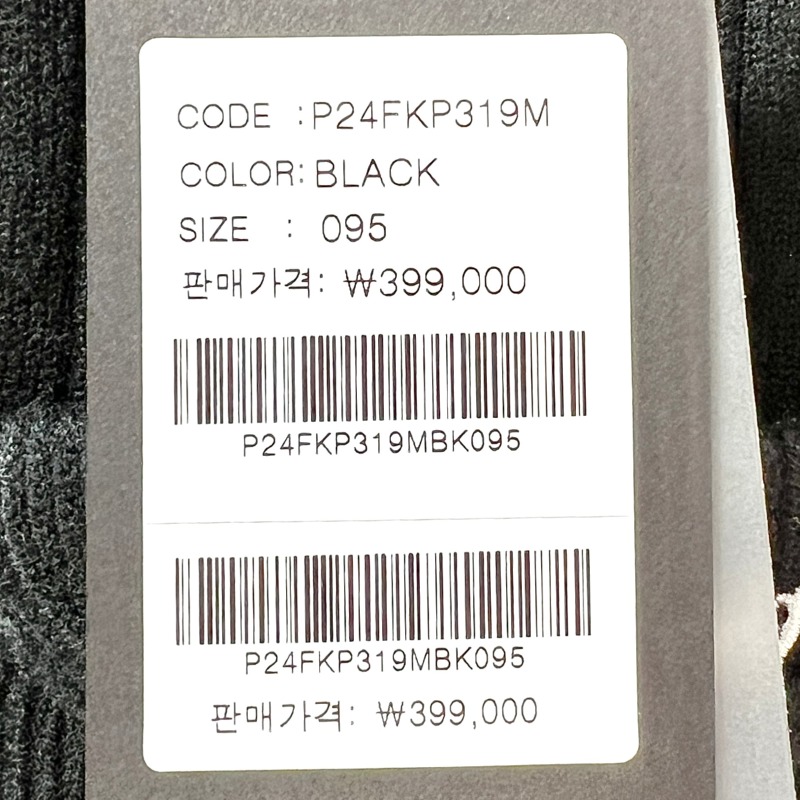 CODE :P24FKP319M
COLOR: BLACK
SIZE : 095
판매가격: ₩399,000
P24FKP319MBK095
P24FKP319MBK095
판매가격: ₩399,000